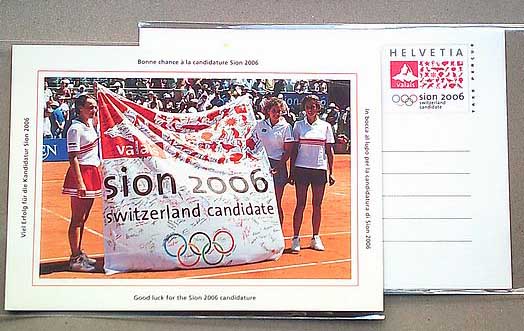 Bonne chance à la candidature Sion 2006
Viel Erfolg für die Kandidatur Sion 2006
valais
sion 2006
switzerland candidate
In bocca al lupo per la candidatura di Sion 2006
Good luck for the Sion 2006 candidature
HELVETIA
valais
sion 2006
switzerland
candidate